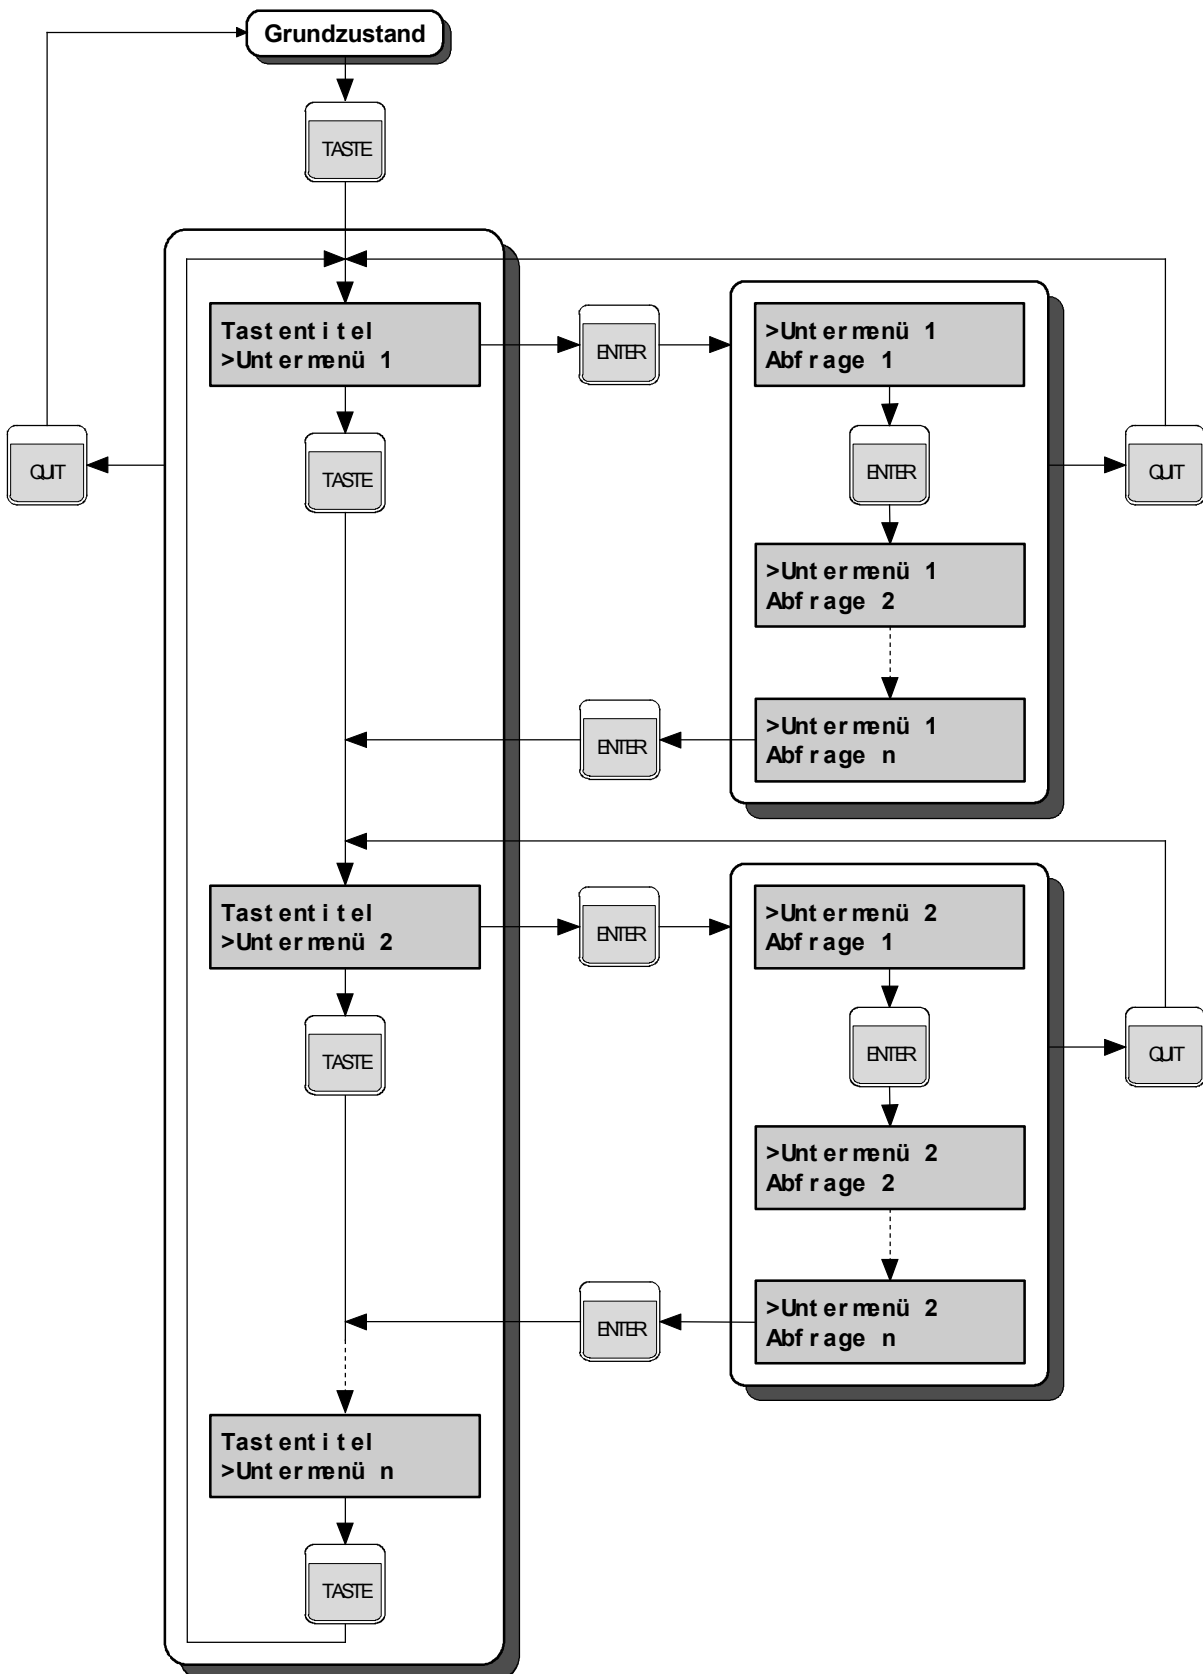 Grundzustand
TASTE
Tastentitel
>Untermenü 1
ENTER
>Untermenü 1
Abfrage 1
QUIT
TASTE
ENTER
QUIT
>Untermenü 1
Abfrage 2
ENTER
>Untermenü 1
Abfrage n
Tastentitel
>Untermenü 2
ENTER
>Untermenü 2
Abfrage 1
TASTE
ENTER
QUIT
>Untermenü 2
Abfrage 2
ENTER
>Untermenü 2
Abfrage n
Tastentitel
>Untermenü n
TASTE